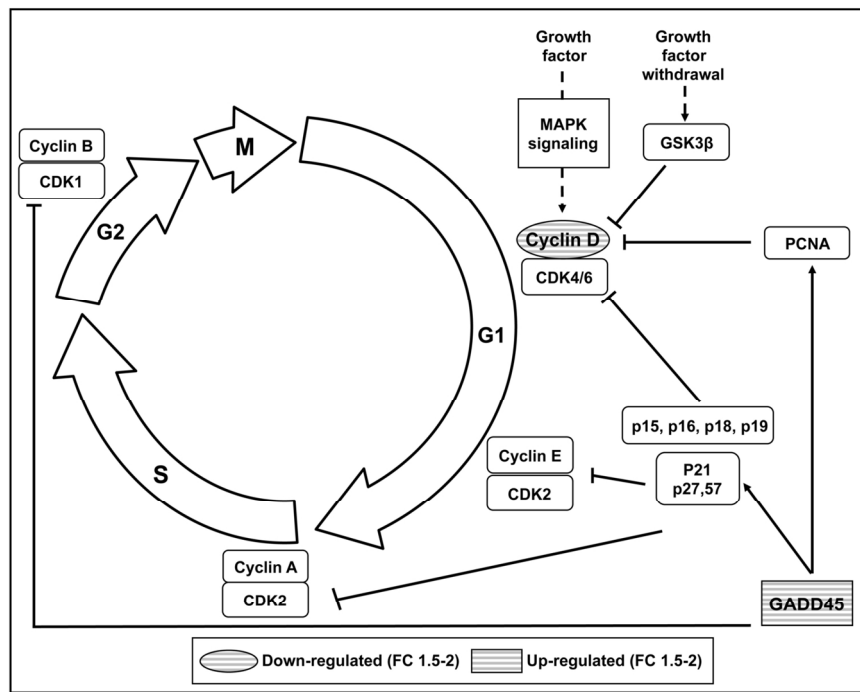 Growth
factor
Growth
factor
withdrawal
MAPK
signaling
GSK3β
Cyclin B
CDK1
M
G2
Cyclin D
CDK4/6
PCNA
G1
p15, p16, p18, p19
Cyclin E
CDK2
P21
p27,57
S
Cyclin A
CDK2
GADD45
Down-regulated (FC 1.5-2)
Up-regulated (FC 1.5-2)